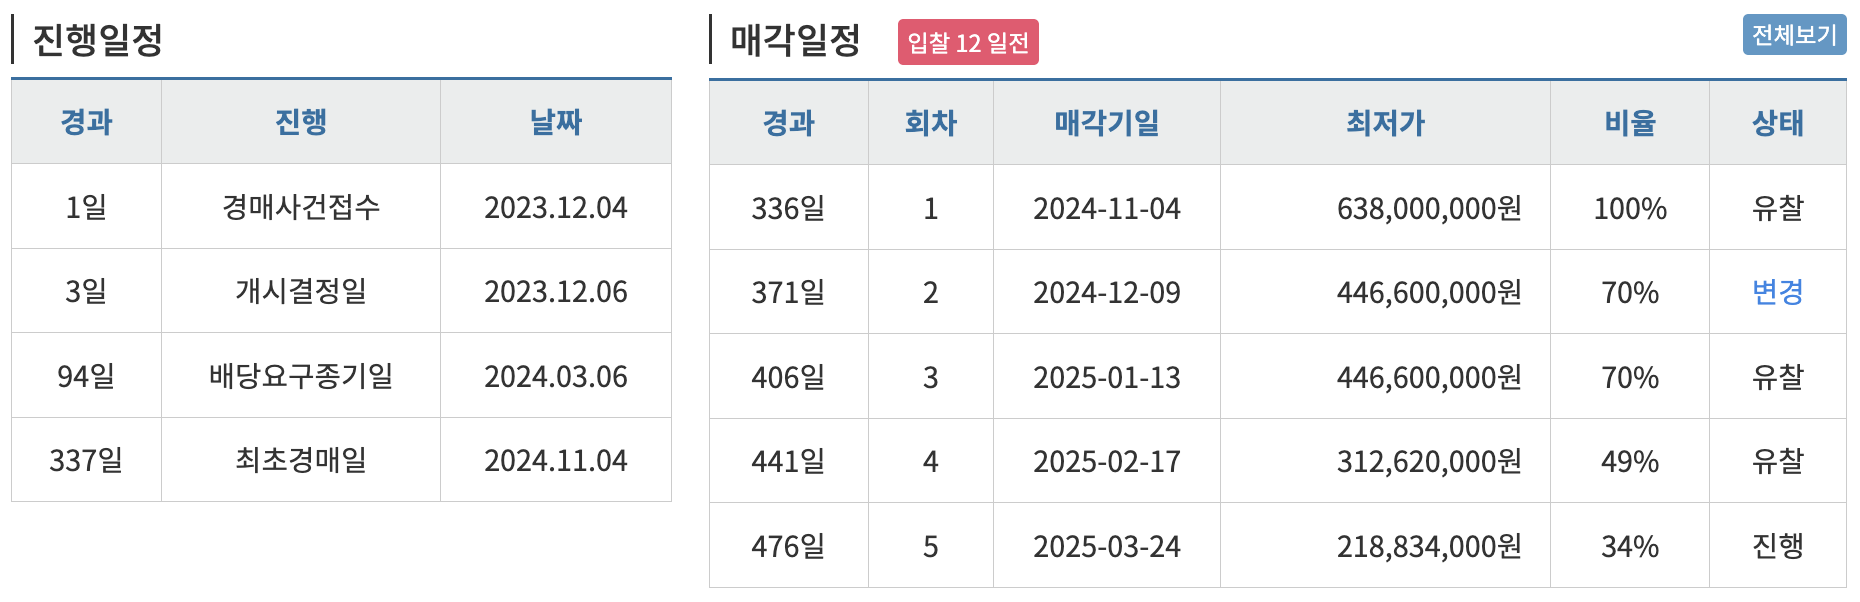 진행일정
경과 진행 날짜
1일 경매사건접수 2023.12.04
3일 개시결정일 2023.12.06
94일 배당요구종기일 2024.03.06
337일 최초경매일 2024.11.04
매각일정 입찰 12 일전 전체보기
경과 회차 매각기일 최저가 비율 상태
336일 1 2024-11-04 638,000,000원 100% 유찰
371일 2 2024-12-09 446,600,000원 70% 변경
406일 3 2025-01-13 446,600,000원 70% 유찰
441일 4 2025-02-17 312,620,000원 49% 유찰
476일 5 2025-03-24 218,834,000원 34% 진행